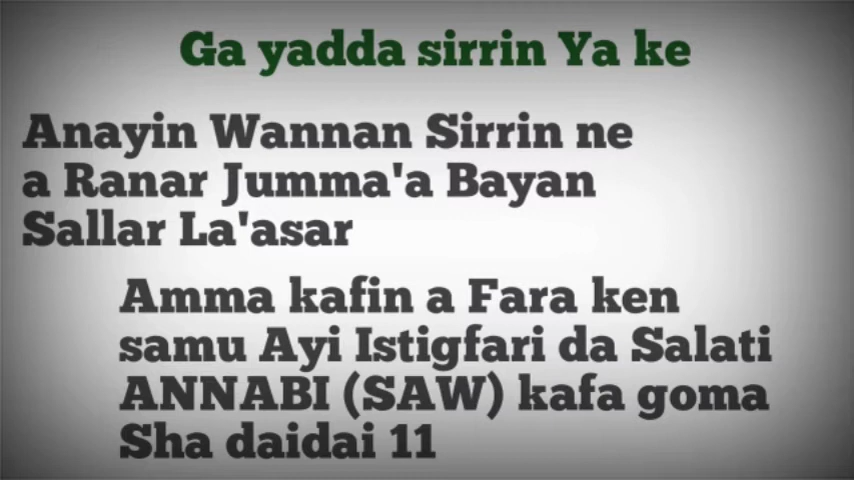 Ga yadda sirrin Ya ke
Anayin Wannan Sirrin ne
a Ranar Jumma'a Bayan
Sallar La'asar
Amma kafin a Fara ken
samu Ayi Istigfari da Salati
ANNABI (SAW) kafa goma
Sha daidai 11